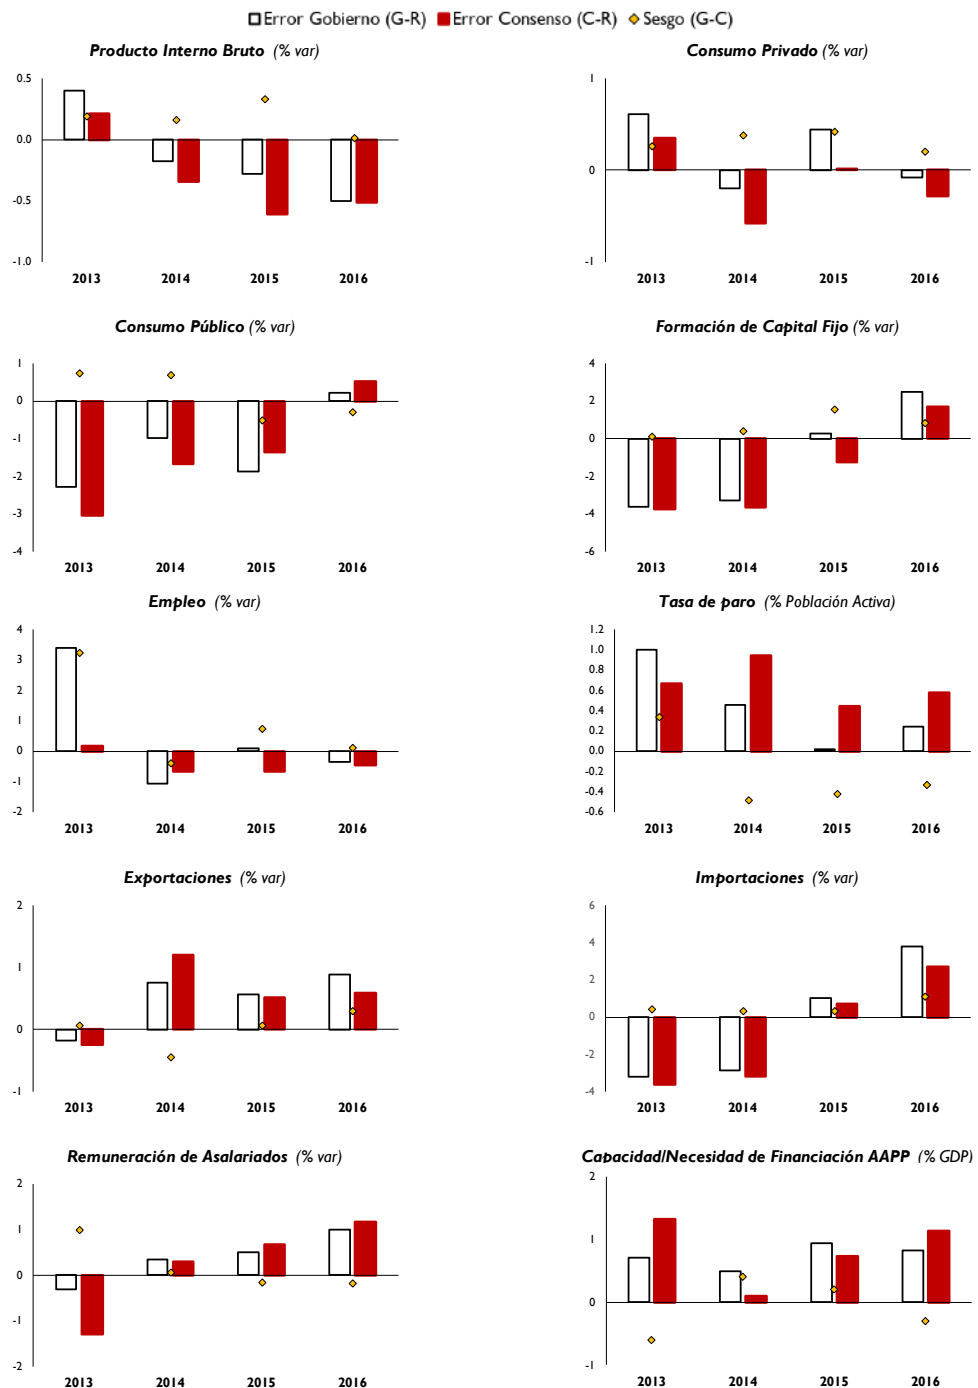 Error Gobierno (G-R) Error Consenso (C-R) Sesgo (G-C)
Producto Interno Bruto (% var)
0.5
0.0
-0.5
-1.0
2013 2014 2015 2016
Consumo Privado (% var)
1
0
-1
2013 2014 2015 2016
Consumo Público (% var)
1
0
-1
-2
-3
-4
2013 2014 2015 2016
Formación de Capital Fijo (% var)
4
2
0
-2
-4
-6
2013 2014 2015 2016
Empleo (% var)
4
3
2
1
0
-1
-2
2013 2014 2015 2016
Tasa de paro (% Población Activa)
1.2
1.0
0.8
0.6
0.4
0.2
0.0
-0.2
-0.4
-0.6
2013 2014 2015 2016
Exportaciones (% var)
2
1
0
-1
2013 2014 2015 2016
Importaciones (% var)
6
4
2
0
-2
-4
2013 2014 2015 2016
Remuneración de Asalariados (% var)
2
1
0
-1
-2
2013 2014 2015 2016
Capacidad/Necesidad de Financiación AAPP (% GDP)
2
1
0
-1
2013 2014 2015 2016